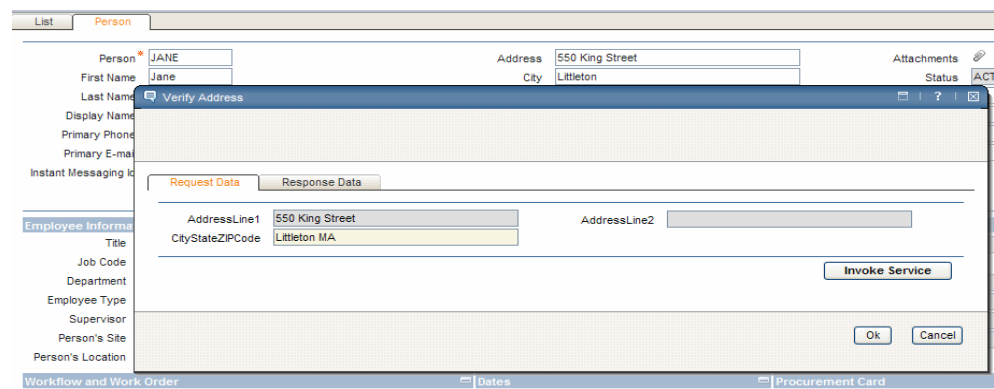 List Person
Person* JANE Address 550 King Street Attachments
First Name Jane City Littleton Status ACT
Last Name
Verify Address ?
Display Name
Primary Phone
Primary E-mai
Instant Messaging Id
Request Data Response Data
AddressLine1 550 King Street AddressLine2
CityStateZIPCode Littleton MA
Employee Informa
Title
Job Code
Invoke Service
Department
Employee Type
Supervisor
Person's Site
Ok Cancel
Person's Location
Workflow and Work Order Dates Procurement Card